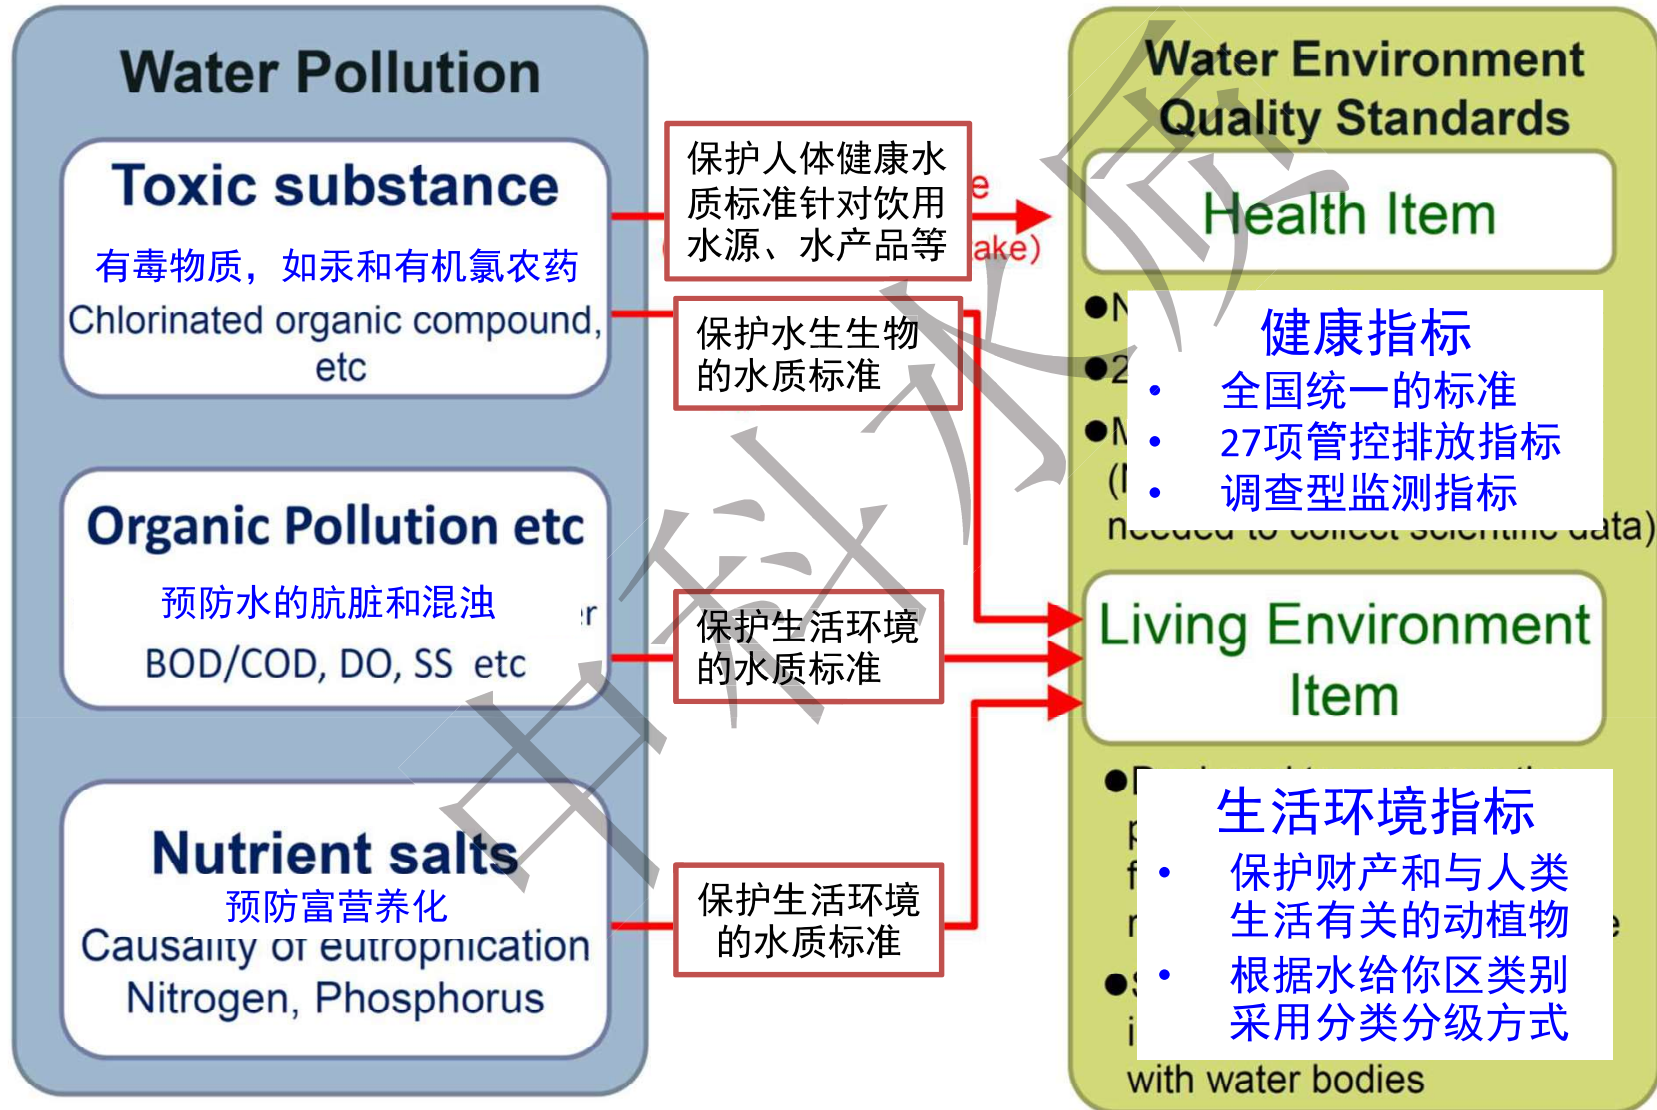 Water Pollution
Toxic substance
有毒物质，如汞和有机氯农药
Chlorinated organic compound,
etc
Organic Pollution etc
预防水的肮脏和混浊
BOD/COD, DO, SS etc
Nutrient salts
预防富营养化
Causality of eutrophication
Nitrogen, Phosphorus
保护人体健康水
质标准针对饮用
水源、水产品等
保护水生生物
的水质标准
保护生活环境
的水质标准
保护生活环境
的水质标准
Water Environment
Quality Standards
Health Item
健康指标
• 全国统一的标准
• 27项管控排放指标
• 调查型监测指标
needed to collect scientific data)
Living Environment
Item
生活环境指标
• 保护财产和与人类
生活有关的动植物
• 根据水给你区类别
采用分类分级方式
with water bodies
中科水质